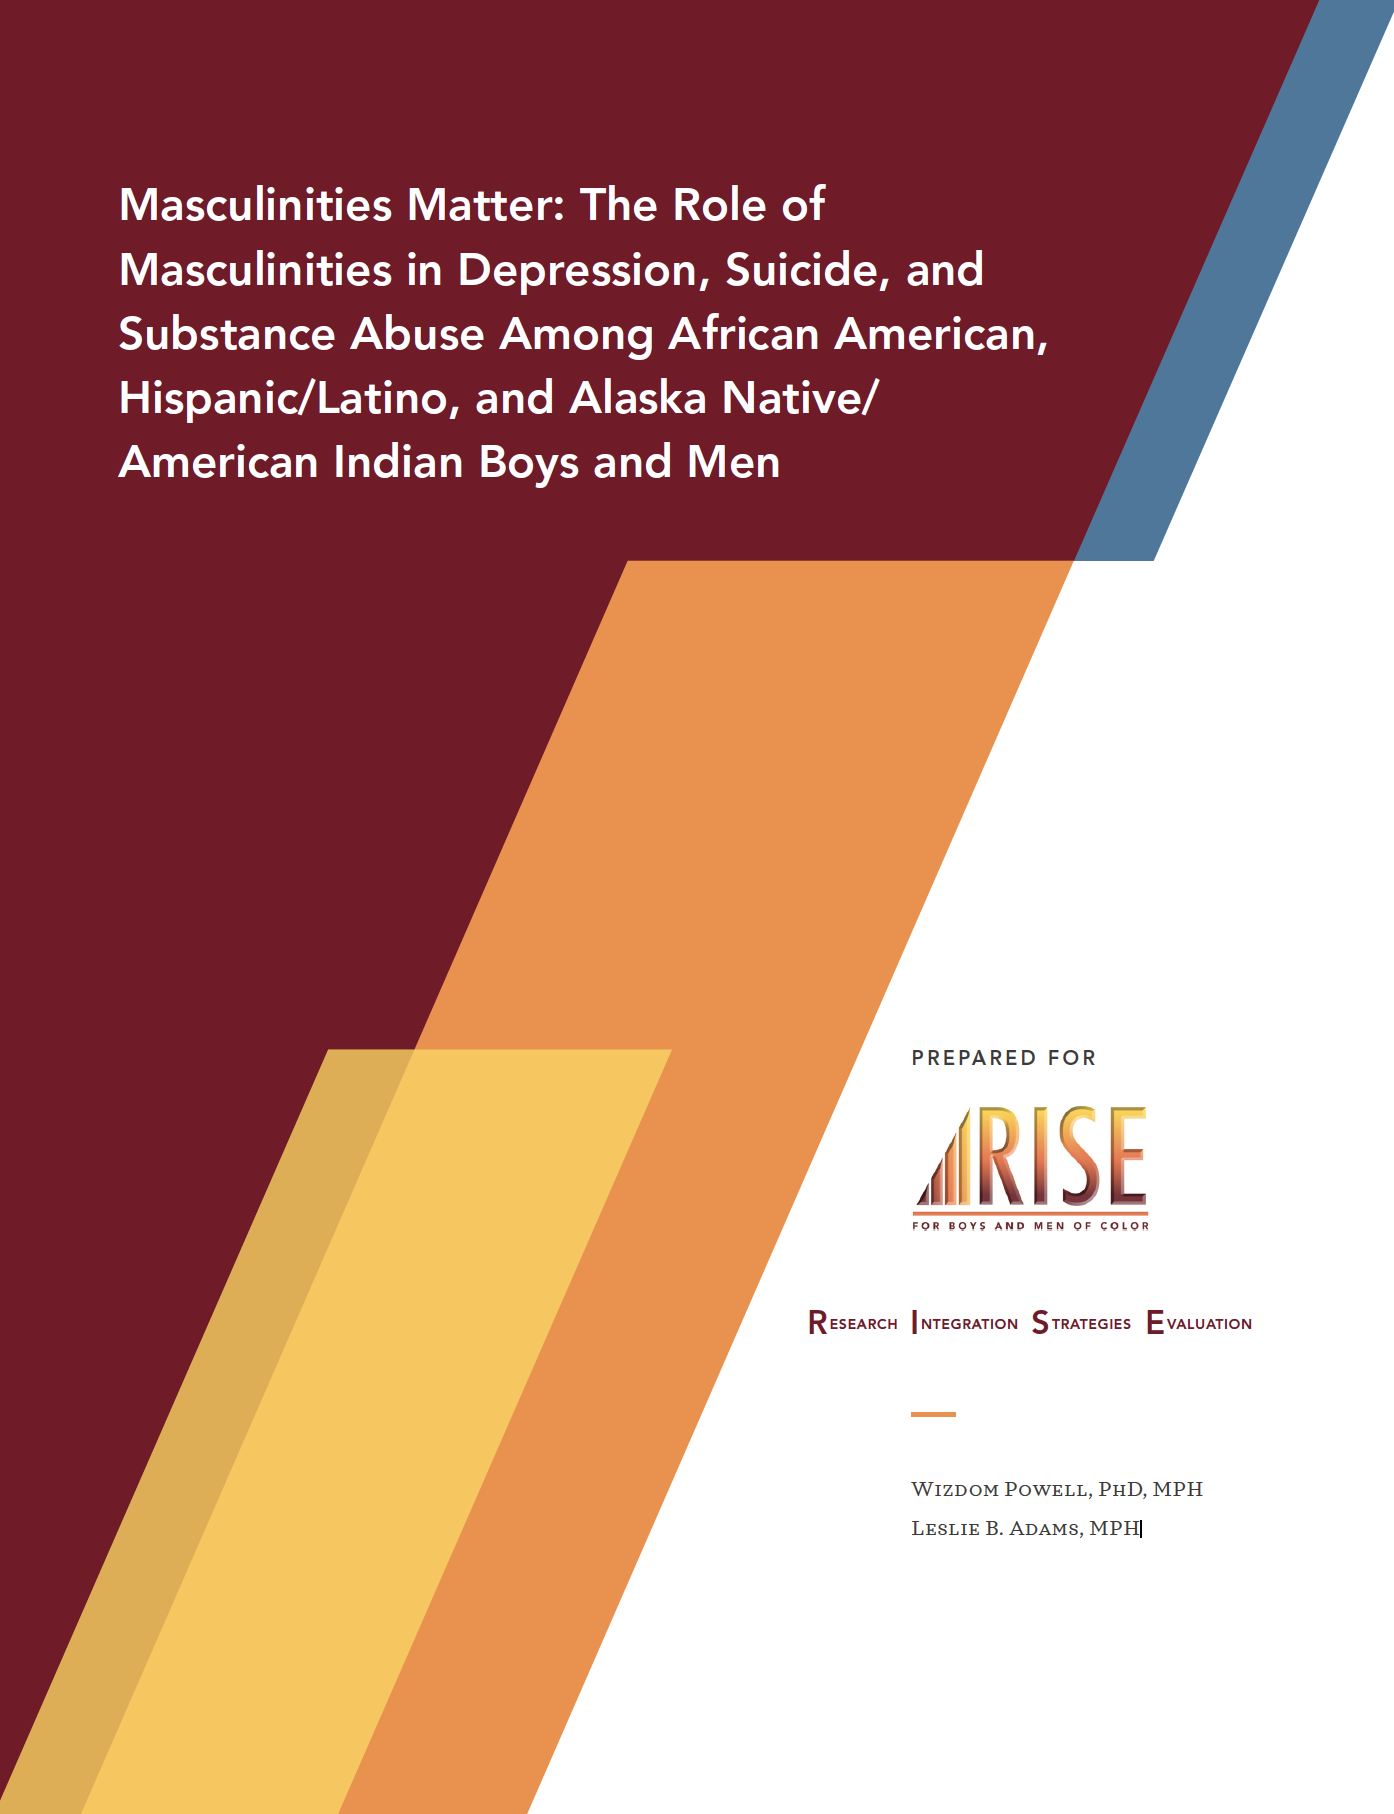 Masculinities Matter: The Role of
Masculinities in Depression, Suicide, and
Substance Abuse Among African American,
Hispanic/Latino, and Alaska Native/
American Indian Boys and Men
PREPARED FOR
RISE
FOR BOYS AND MEN OF COLOR
RESEARCH INTEGRATION STRATEGIES EVALUATION
WIZDOM POWELL, PHD, MPH
LESLIE B. ADAMS, MPH